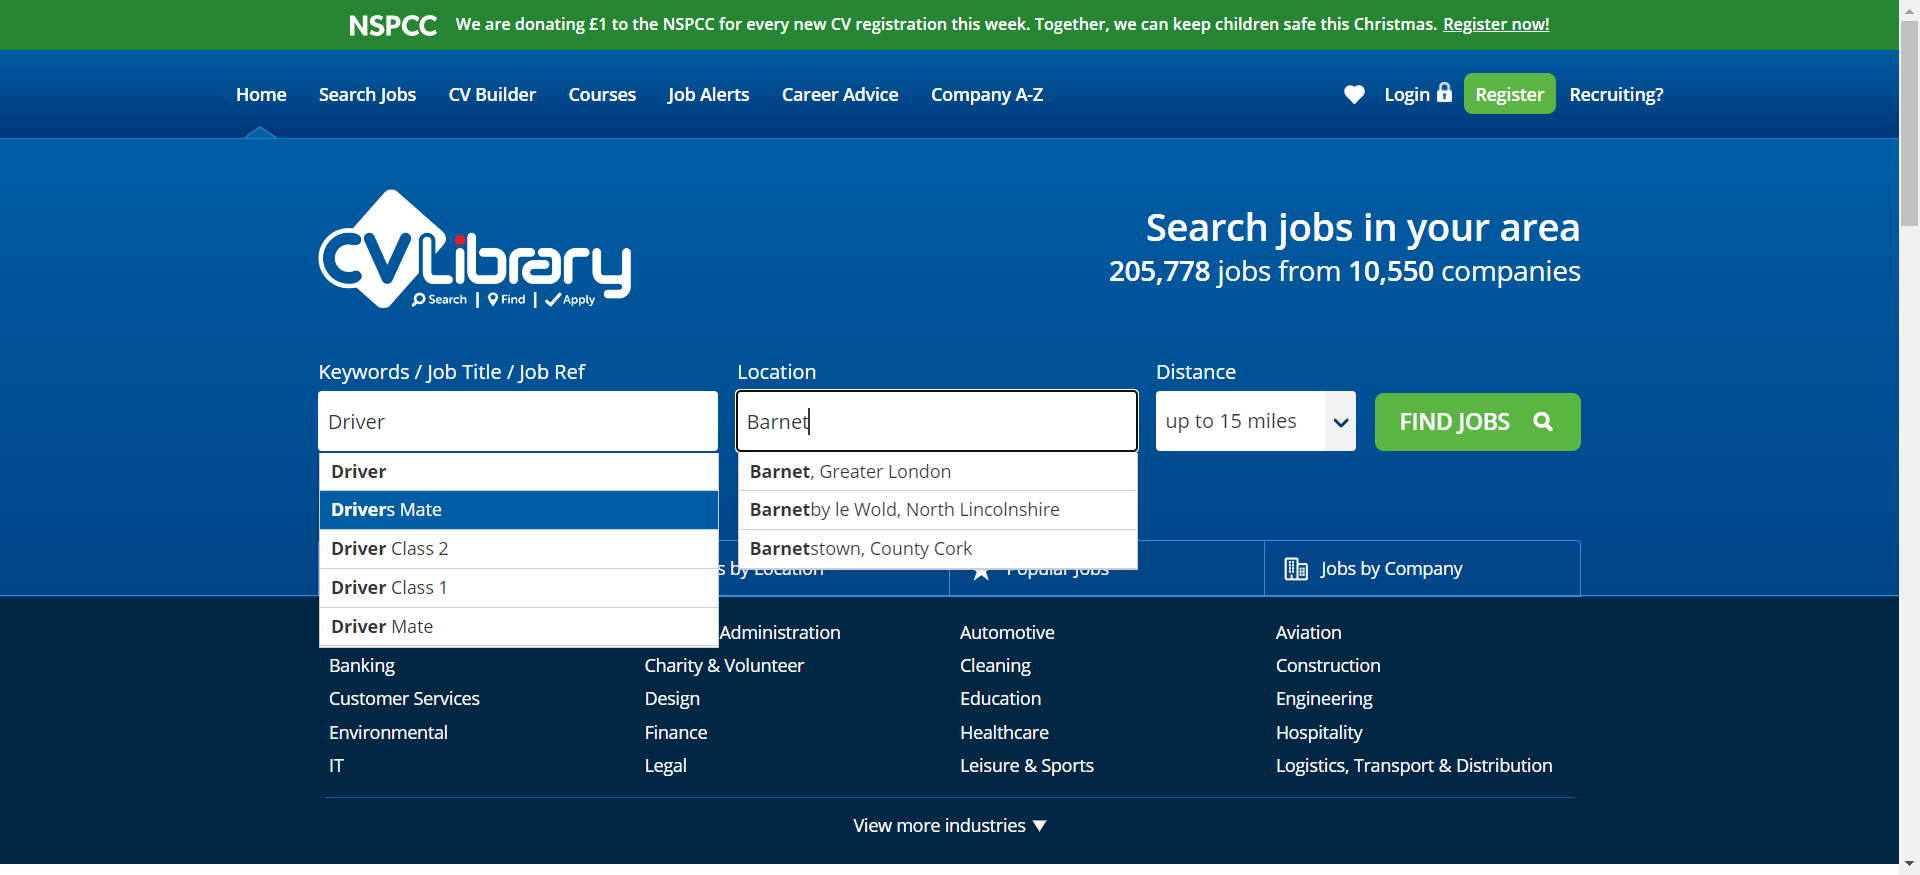 NSPCC We are donating £1 to the NSPCC for every new CV registration this week. Together, we can keep children safe this Christmas. Register now!
Home Search Jobs CV Builder Courses Job Alerts Career Advice Company A-Z Login Register Recruiting?
CVLibrary
Search | Find | Apply
Search jobs in your area
205,778 jobs from 10,550 companies
Keywords / Job Title / Job Ref Location Distance
Driver Barnet up to 15 miles FIND JOBS
Driver Barnet, Greater London
Drivers Mate Barnetby le Wold, North Lincolnshire
Driver Class 2 Barnetstown, County Cork
s by Location Popular Jobs Jobs by Company
Driver Class 1
Driver Mate
Administration Automotive Aviation
Banking Charity & Volunteer Cleaning Construction
Customer Services Design Education Engineering
Environmental Finance Healthcare Hospitality
IT Legal Leisure & Sports Logistics, Transport & Distribution
View more industries